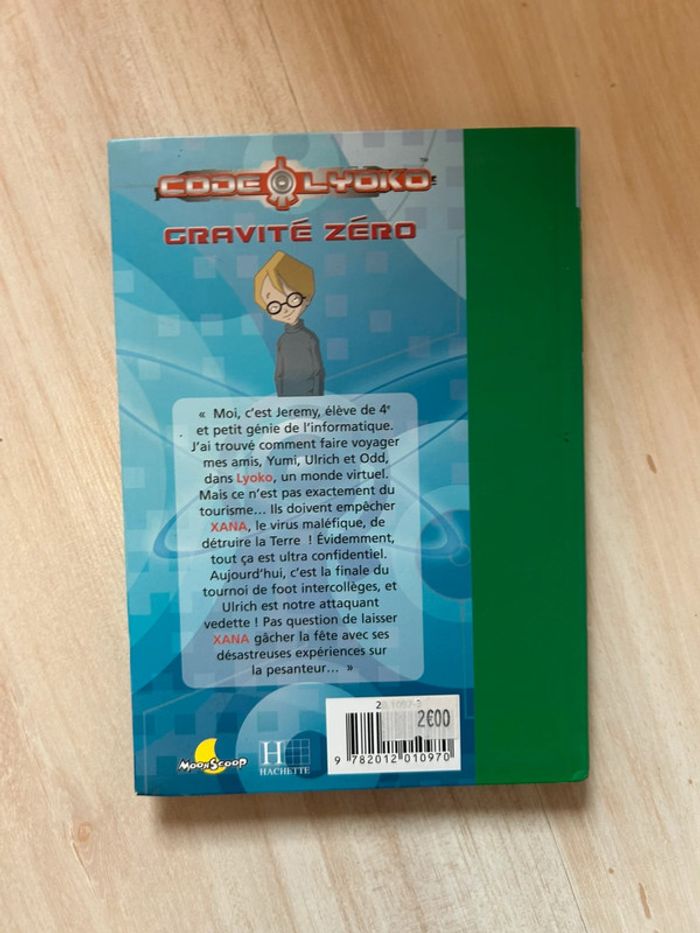 CODE LYOKO
GRAVITÉ ZÉRO
« Moi, c'est Jeremy, élève de 4e
et petit génie de l'informatique.
J'ai trouvé comment faire voyager
mes amis, Yumi, Ulrich et Odd,
dans Lyoko, un monde virtuel.
Mais ce n'est pas exactement du
tourisme... Ils doivent empêcher
XANA, le virus maléfique, de
détruire la Terre ! Évidemment,
tout ça est ultra confidentiel.
Aujourd'hui, c'est la finale du
tournoi de foot intercollèges, et
Ulrich est notre attaquant
vedette ! Pas question de laisser
XANA gâcher la fête avec ses
désastreuses expériences sur
la pesanteur... »
2€00
MoonScoop
H
HACHETTE
9 782012 010970